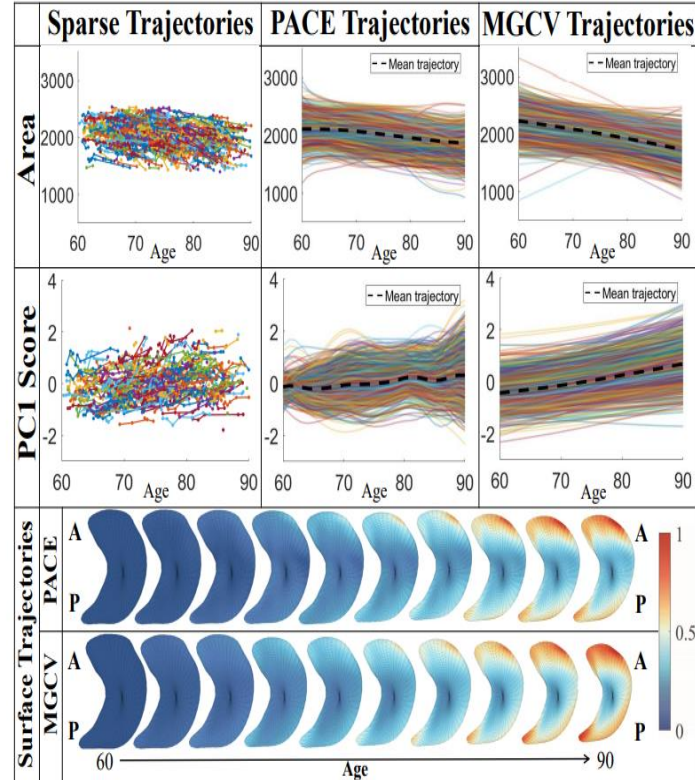 Sparse Trajectories PACE Trajectories MGCV Trajectories
Area
3000
2000
1000
60 70 80 90
Age
Mean trajectory
3000
2000
1000
60 70 80 90
Age
Mean trajectory
3000
2000
1000
60 70 80 90
Age
PC1 Score
4
2
0
-2
60 70 80 90
Age
Mean trajectory
4
2
0
-2
60 70 80 90
Age
Mean trajectory
4
2
0
-2
60 70 80 90
Age
Surface Trajectories
PACE
A
P
A
P
MGCV
A
P
A
P
1
0.5
0
60 Age 90